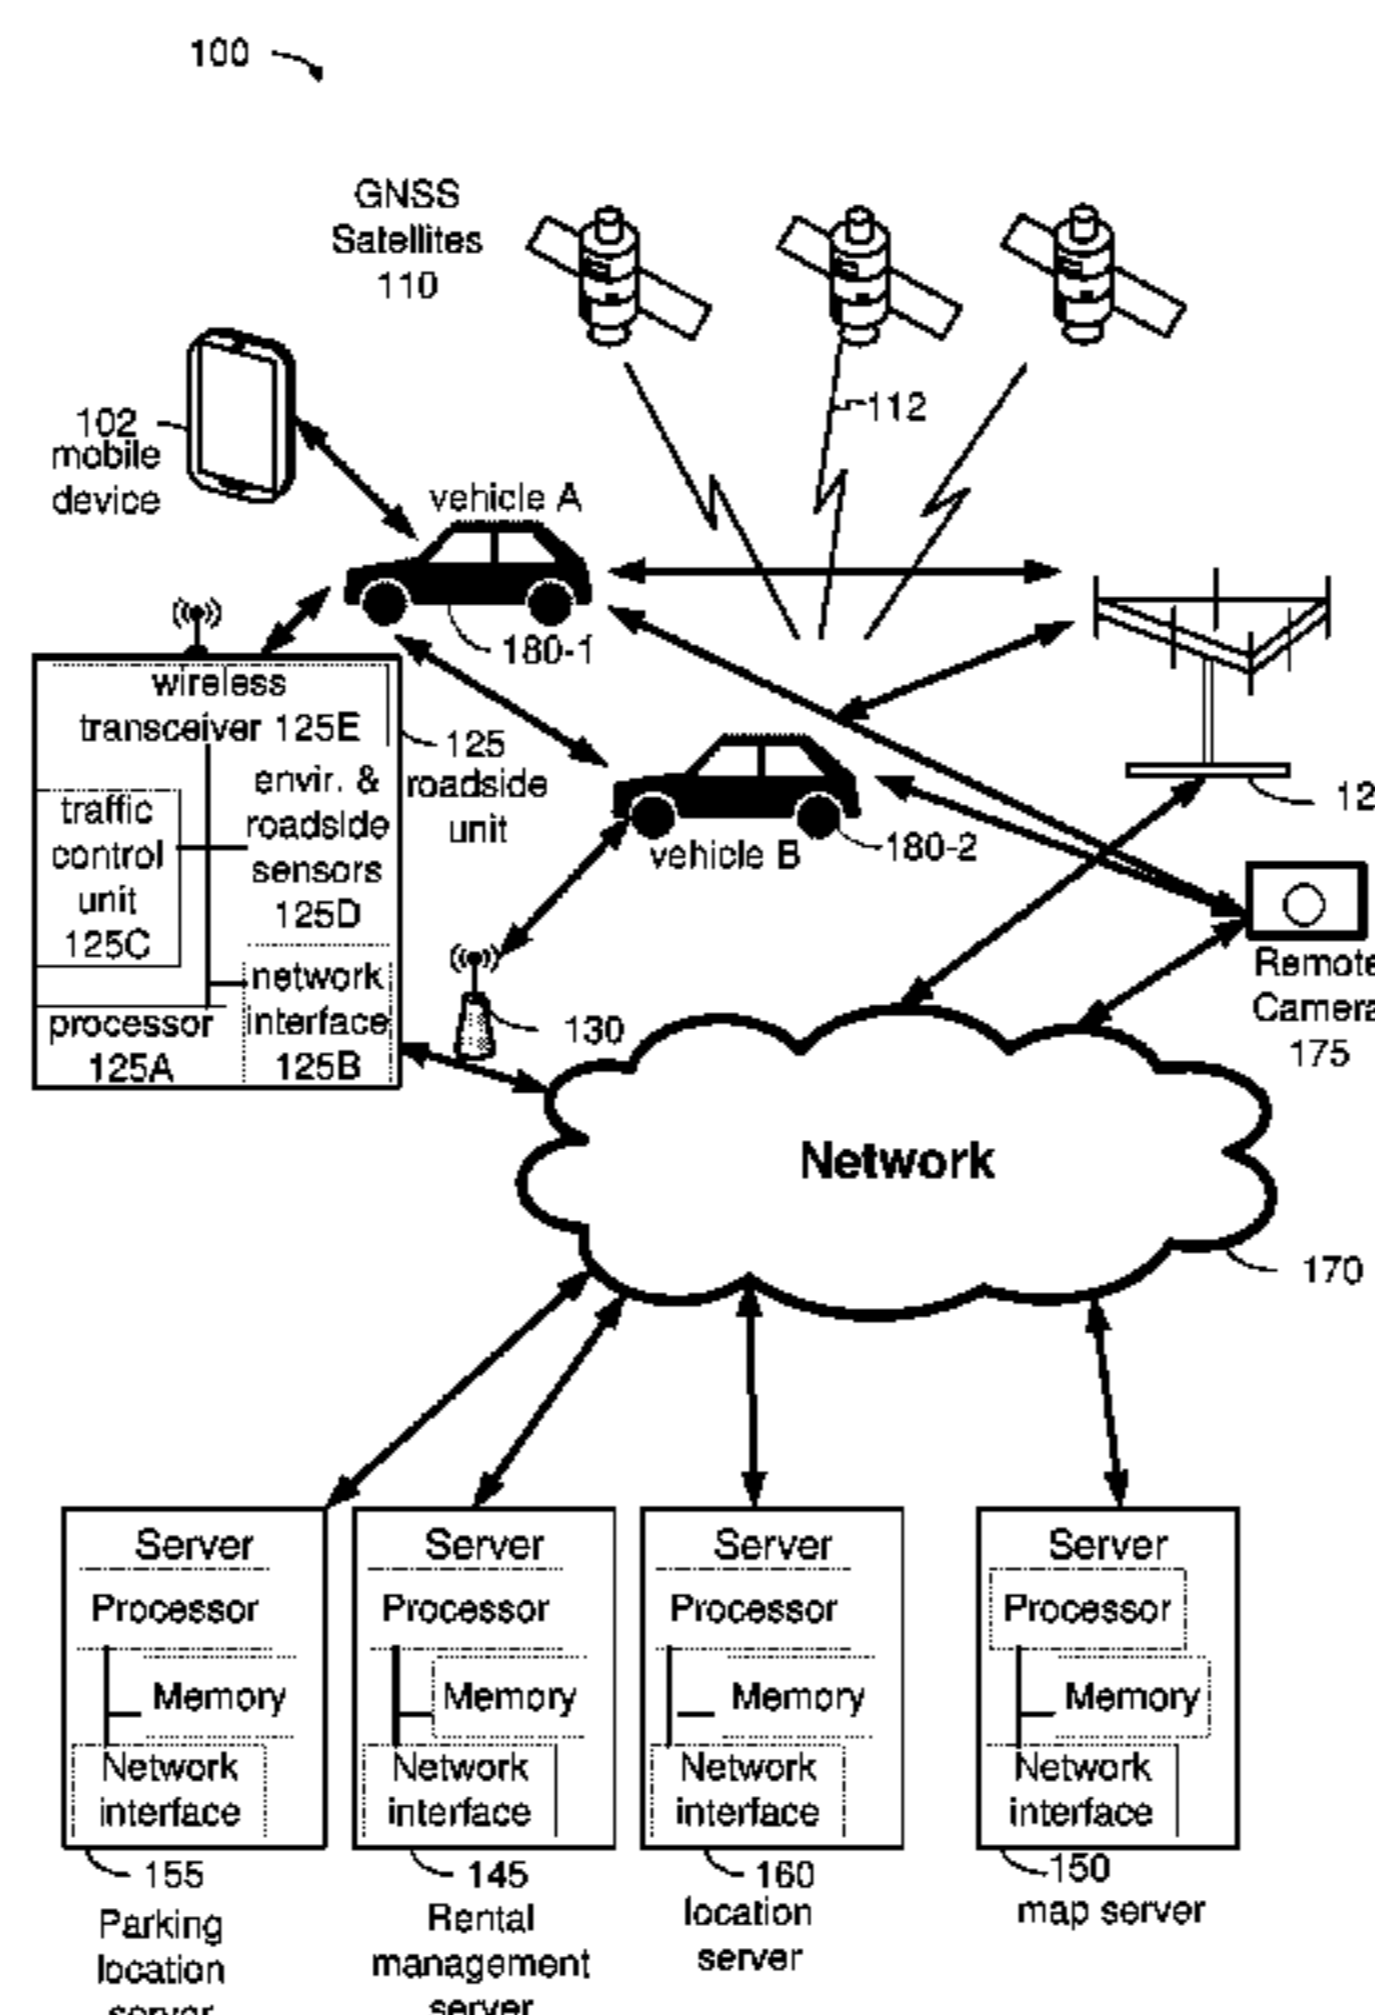 100
GNSS
Satellites
110
112
102
mobile
device
vehicle A
180-1
wireless
transceiver 125E
125
roadside
unit
envir. &
roadside
sensors
125D
traffic
control
unit
125C
network
interface
125B
processor
125A
vehicle B
180-2
12
130
Remote
Camera
175
Network
170
Server
Processor
Memory
Network
interface
155
Parking
location
server
Server
Processor
Memory
Network
interface
145
Rental
management
server
Server
Processor
Memory
Network
interface
160
location
server
Server
Processor
Memory
Network
interface
150
map server